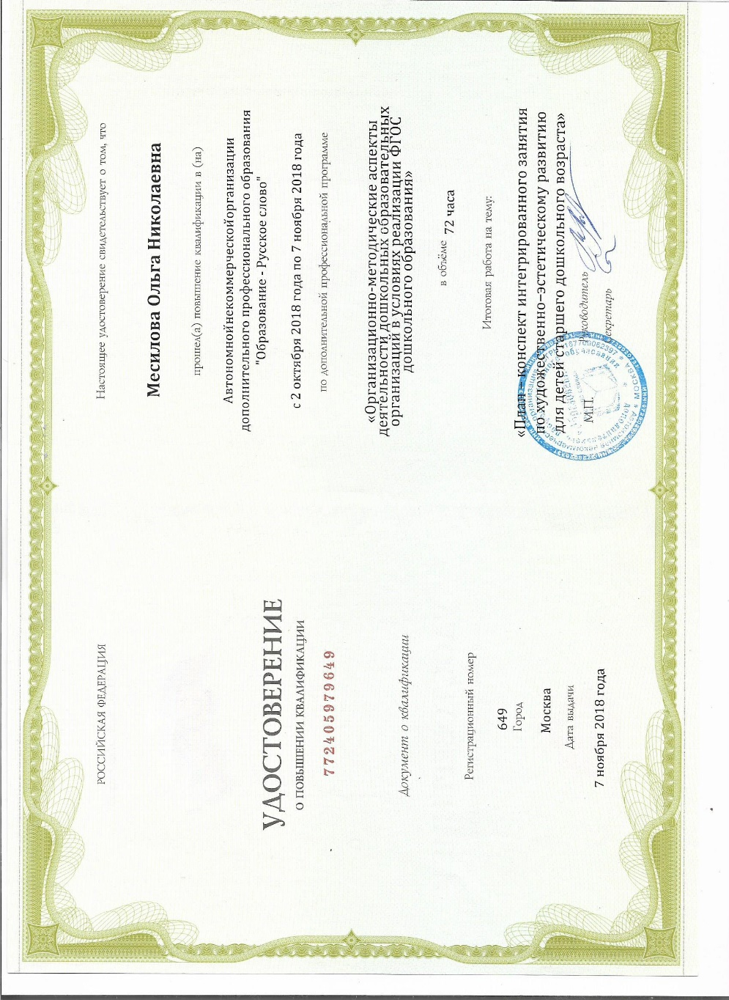 РОССИЙСКАЯ ФЕДЕРАЦИЯ
УДОСТОВЕРЕНИЕ
О ПОВЫШЕНИИ КВАЛИФИКАЦИИ
772405979649
Документ о квалификации
Регистрационный номер
649
Город
Москва
Дата выдачи
7 ноября 2018 года
Настоящее удостоверение свидетельствует о том, что
Месилова Ольга Николаевна
прошел(а) повышение квалификации в (на)
Автономнойнекоммерческойорганизации
дополнительного профессионального образования
"Образование - Русское слово"
с 2 октября 2018 года по 7 ноября 2018 года
по дополнительной профессиональной программе
«Организационно-методические аспекты
деятельности дошкольных образовательных
организаций в условиях реализации ФГОС
дошкольного образования»
в объёме 72 часа
Итоговая работа на тему:
«План – конспект интегрированного занятия
по художественно–эстетическому развитию
для детей старшего дошкольного возраста»
М.П. Руководитель
Секретарь